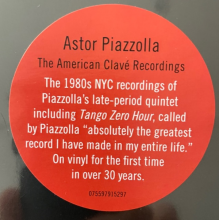 Astor Piazzolla
The American Clavé Recordings
The 1980s NYC recordings of
Piazzolla's late-period quintet
including Tango Zero Hour, called
by Piazzolla "absolutely the greatest
record I have made in my entire life."
On vinyl for the first time
in over 30 years.
075597915297